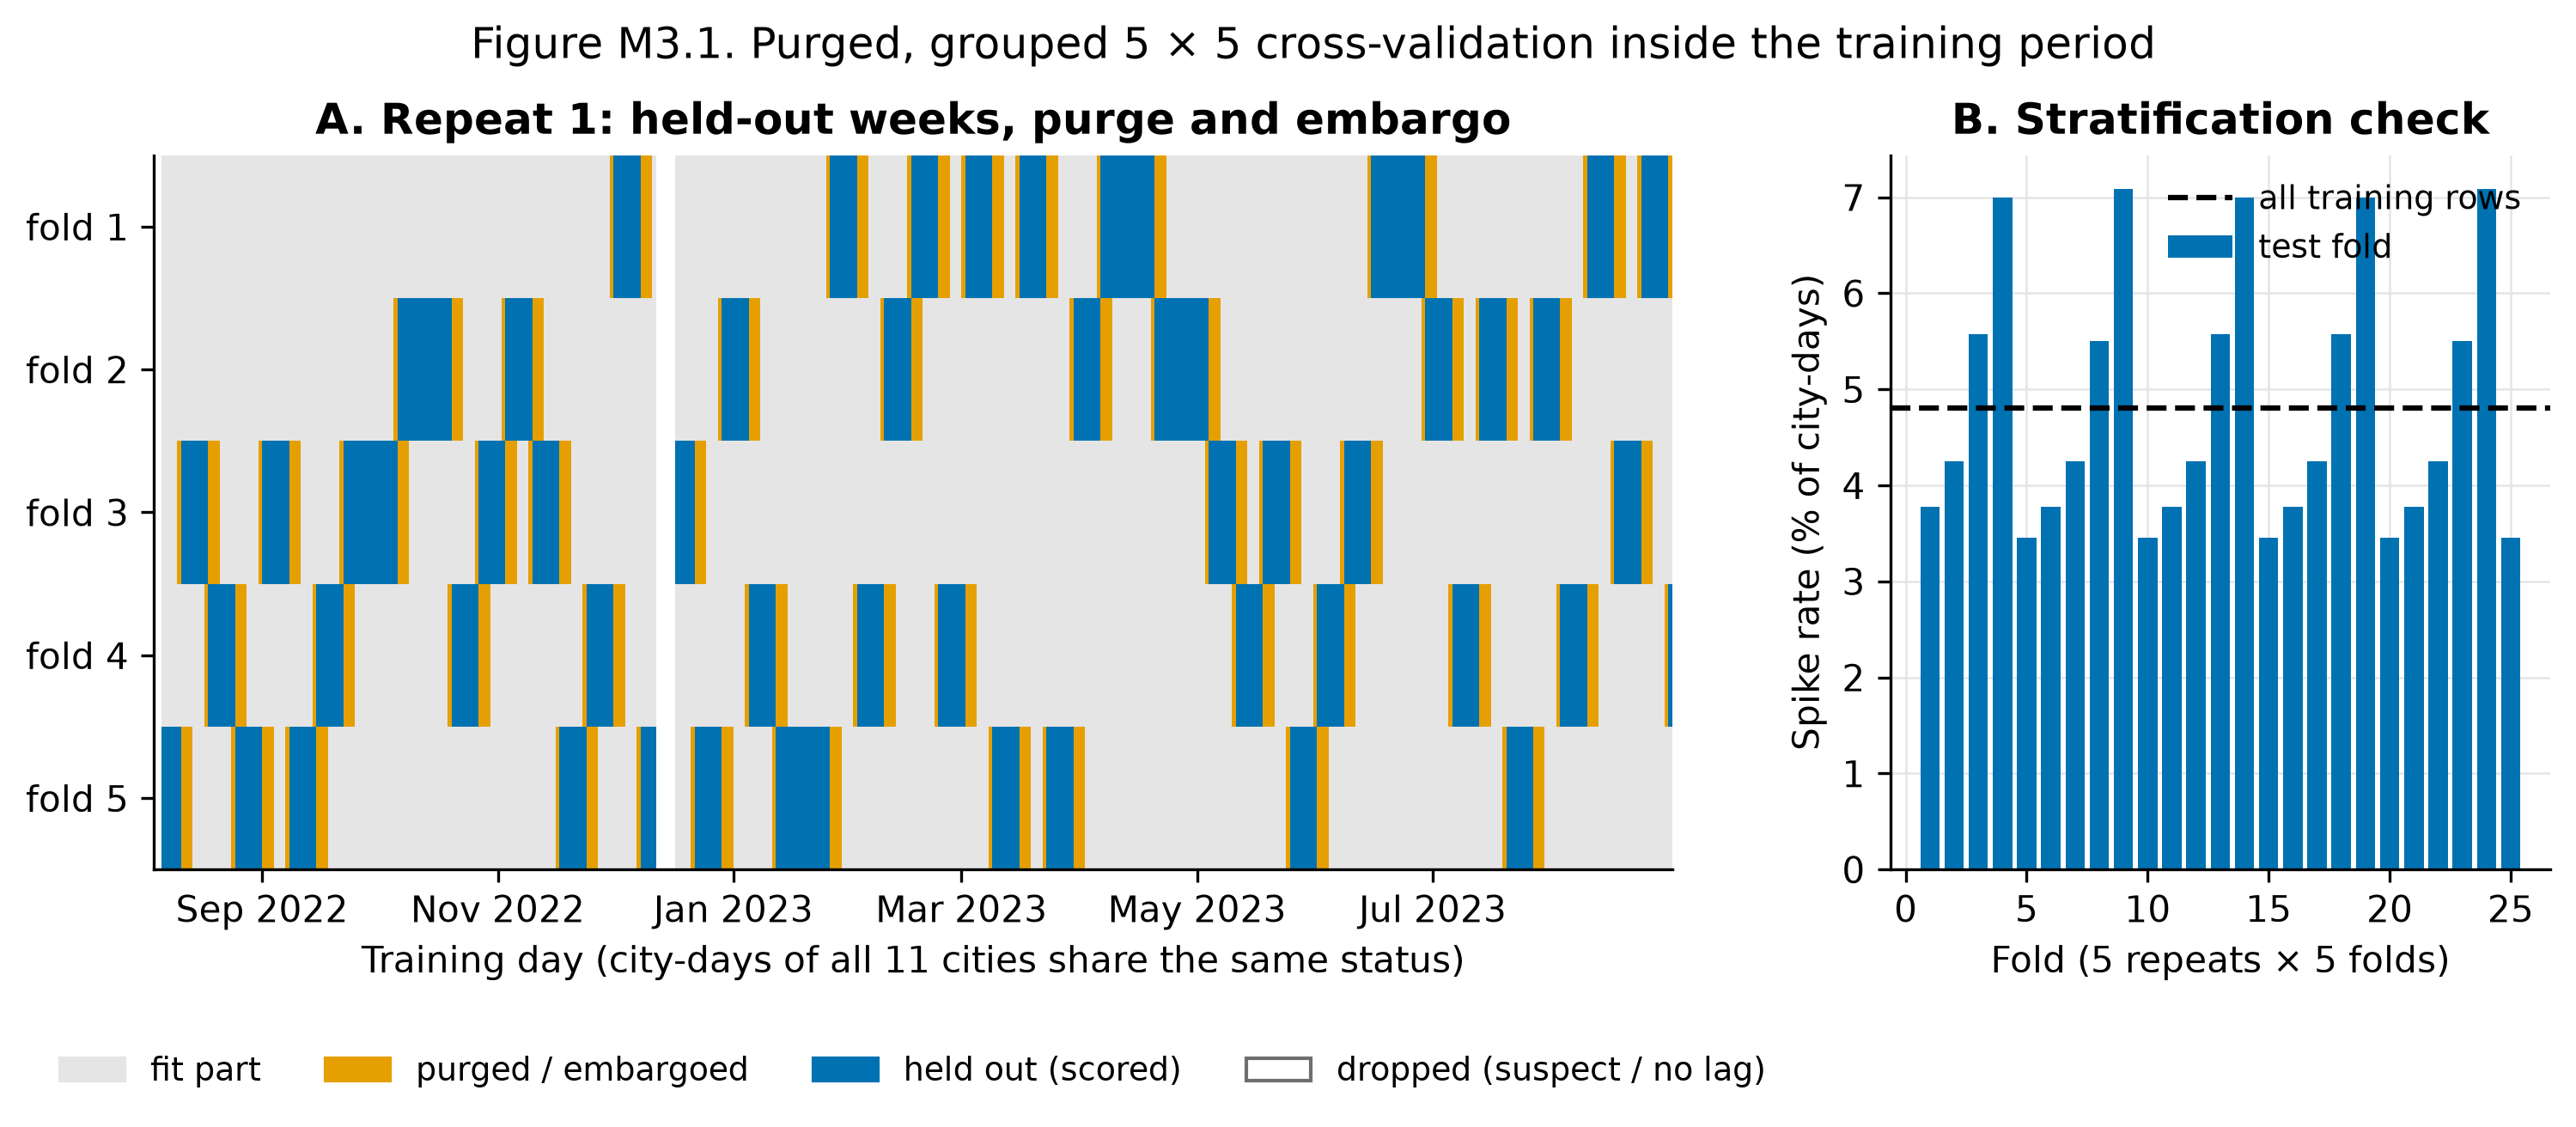 Figure M3.1. Purged, grouped 5 × 5 cross-validation inside the training period
A. Repeat 1: held-out weeks, purge and embargo
fold 1
fold 2
fold 3
fold 4
fold 5
Sep 2022 Nov 2022 Jan 2023 Mar 2023 May 2023 Jul 2023
Training day (city-days of all 11 cities share the same status)
B. Stratification check
all training rows
test fold
Spike rate (% of city-days)
7
6
5
4
3
2
1
0
0 5 10 15 20 25
Fold (5 repeats × 5 folds)
fit part purged / embargoed held out (scored) dropped (suspect / no lag)